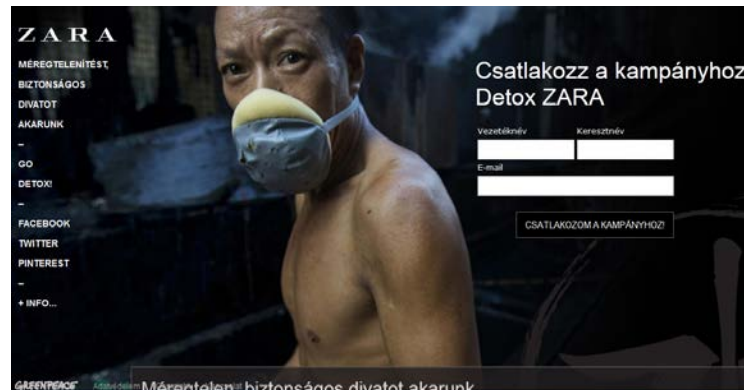 ZARA
MÉREGTELENÍTÉST,
BIZTONSÁGOS
DIVATOT
AKARUNK
–
GO
DETOX!
–
FACEBOOK
TWITTER
PINTEREST
–
+ INFO...
Csatlakozz a kampányhoz
Detox ZARA
Vezetéknév Keresztnév
E-mail
CSATLAKOZOM A KAMPÁNYHOZ!
GREENPEACE Adatvédelem
Méregtelen, biztonságos divatot akarunk